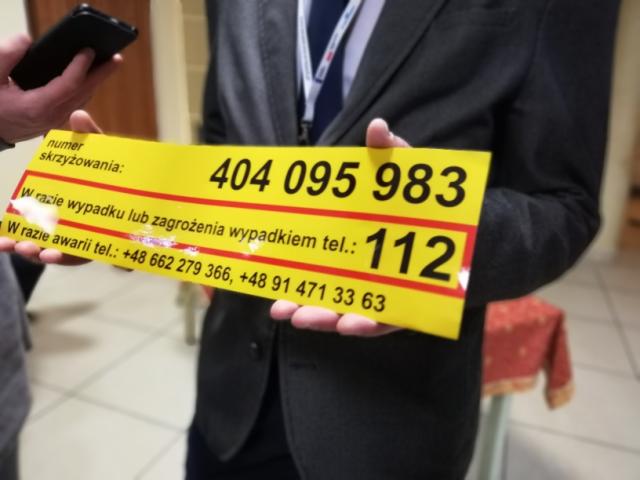 numer
skrzyżowania:
404 095 983
W razie wypadku lub zagrożenia wypadkiem tel.: 112
W razie awarii tel.: +48 662 279 366, +48 91 471 33 63